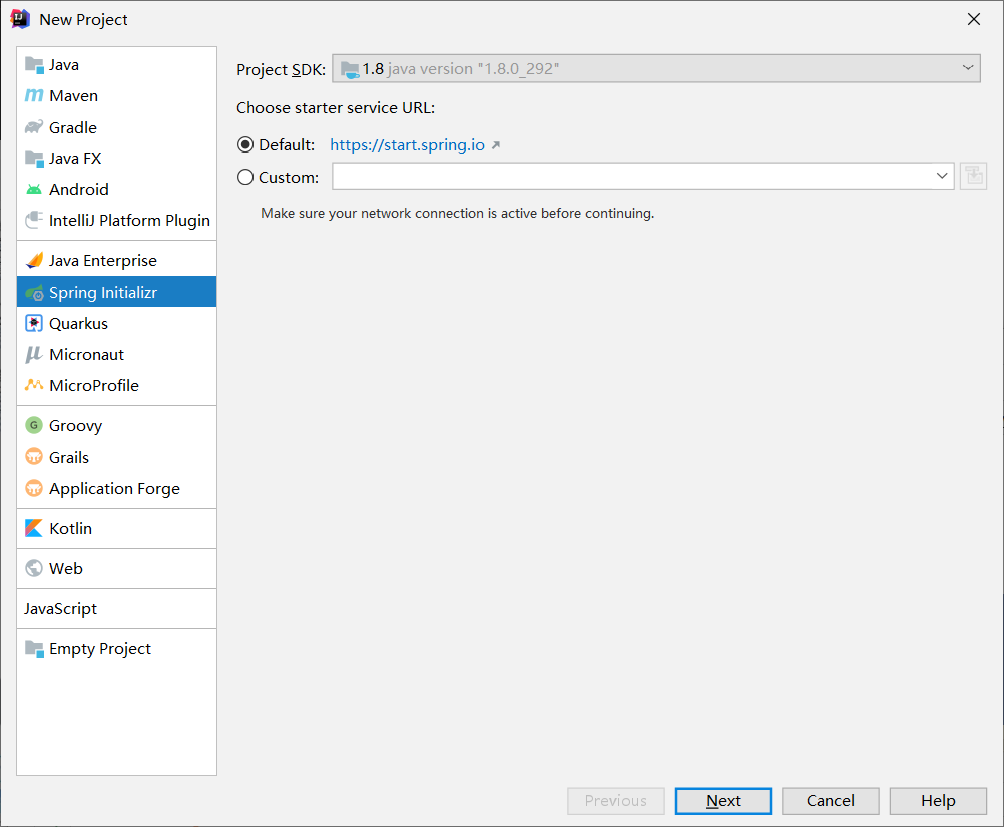 New Project
Java
Maven
Gradle
Java FX
Android
IntelliJ Platform Plugin
Java Enterprise
Spring Initializr
Quarkus
Micronaut
MicroProfile
G Groovy
Grails
Application Forge
Kotlin
Web
JavaScript
Empty Project
Project SDK: 1.8 java version "1.8.0_292"
Choose starter service URL:
Default: https://start.spring.io
Custom:
Make sure your network connection is active before continuing.
Previous Next Cancel Help